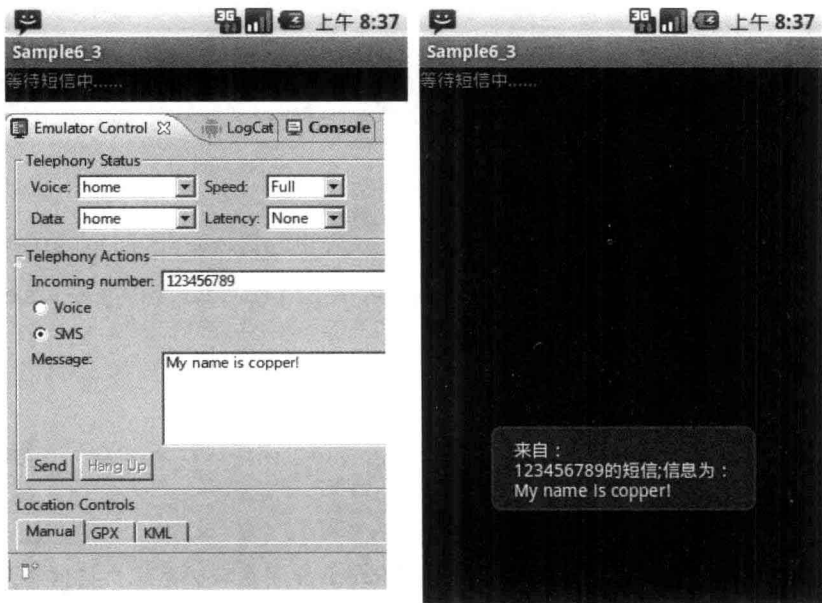 3G 上午 8:37
Sample6_3
等待短信中......
Emulator Control LogCat Console
Telephony Status
Voice: home Speed: Full
Data: home Latency: None
Telephony Actions
Incoming number: 123456789
Voice
SMS
Message: My name is copper!
Send Hang Up
Location Controls
Manual GPX KML
3G 上午 8:37
Sample6_3
等待短信中......
来自：
123456789的短信;信息为：
My name is copper!